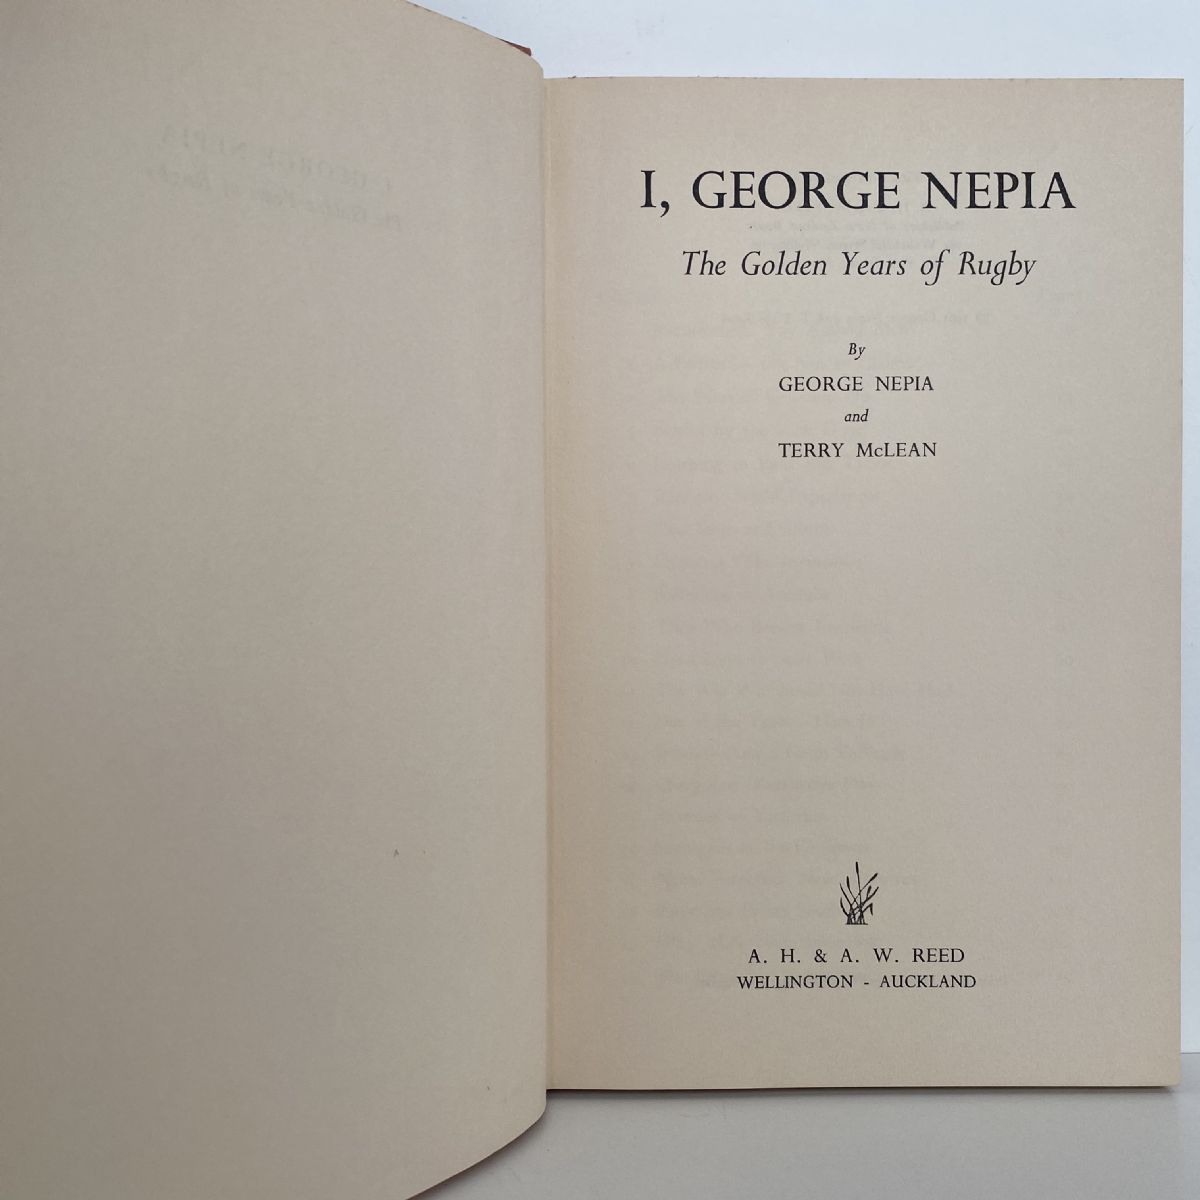 I, GEORGE NEPIA
The Golden Years of Rugby
By
GEORGE NEPIA
and
TERRY McLEAN
A. H. & A. W. REED
WELLINGTON - AUCKLAND